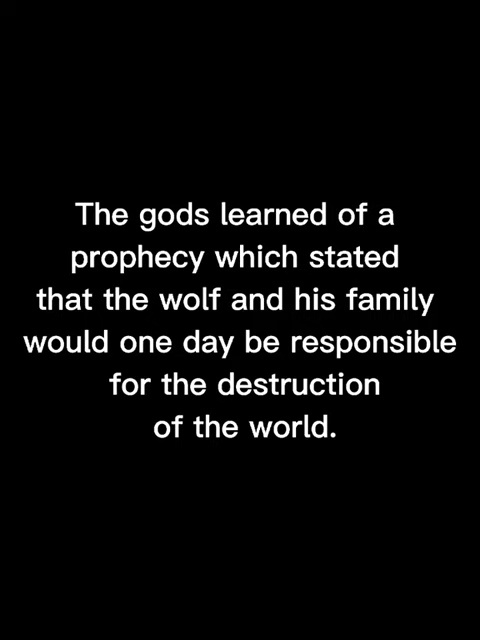 The gods learned of a
prophecy which stated
that the wolf and his family
would one day be responsible
for the destruction
of the world.